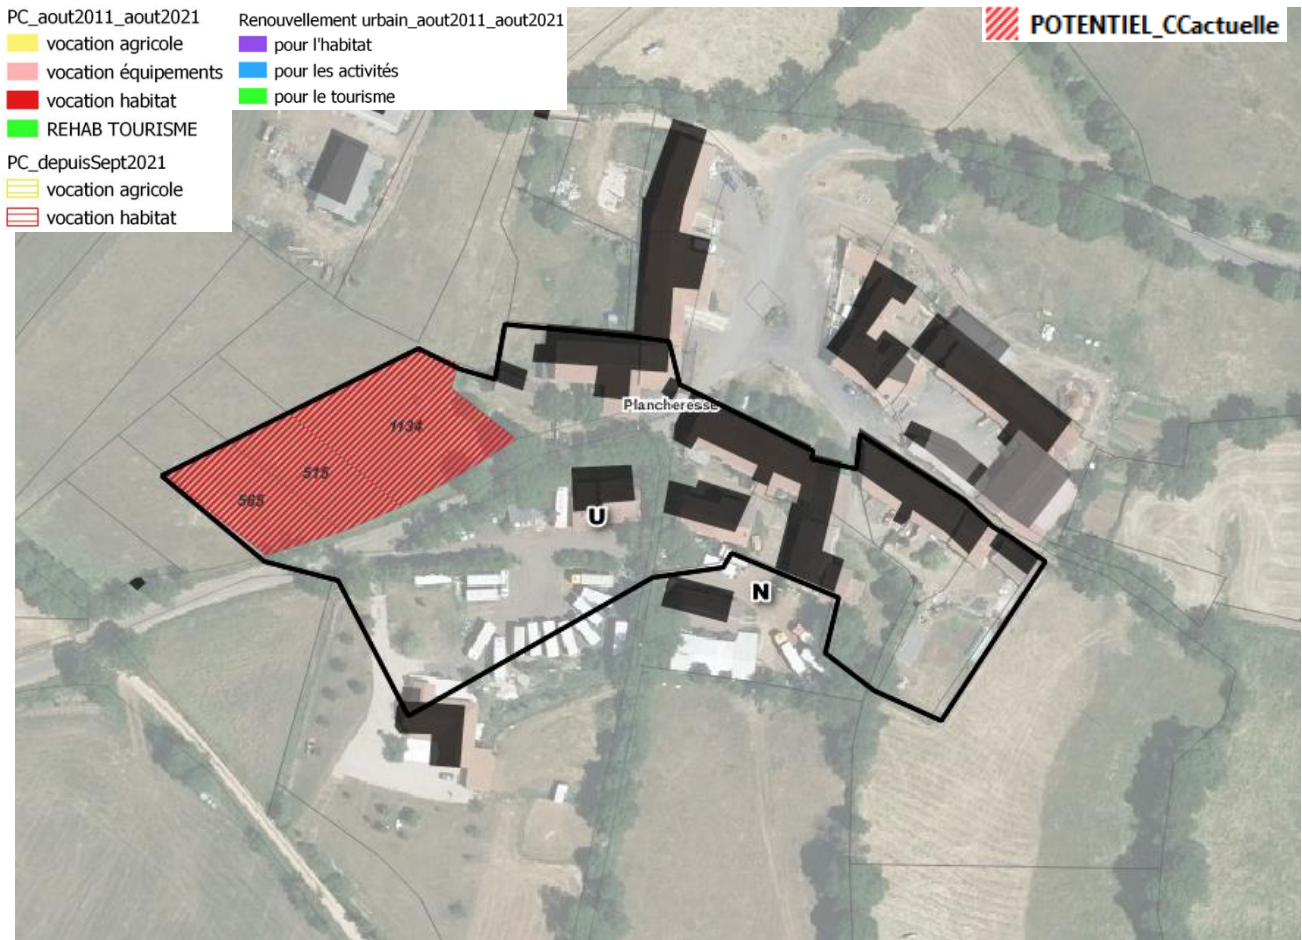 PC_aout2011_aout2021
vocation agricole
vocation équipements
vocation habitat
REHAB TOURISME
PC_depuisSept2021
vocation agricole
vocation habitat
Renouvellement urbain_aout2011_aout2021
pour l'habitat
pour les activités
pour le tourisme
POTENTIEL_CCactuelle
Plancheresse
1134
515
565
U
N